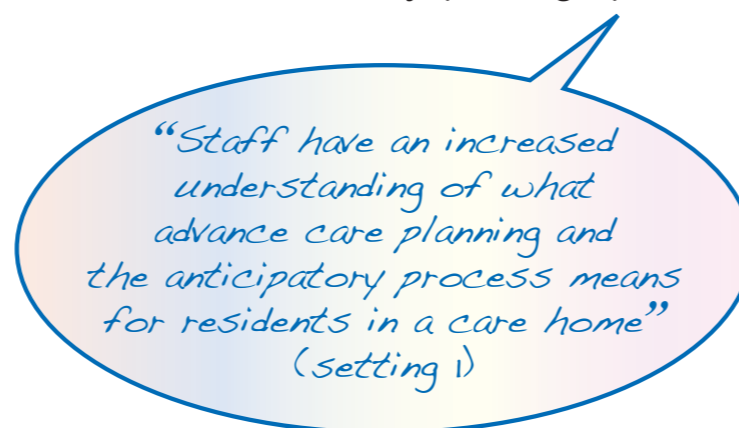 “Staff have an increased
understanding of what
advance care planning and
the anticipatory process means
for residents in a care home”
(setting 1)